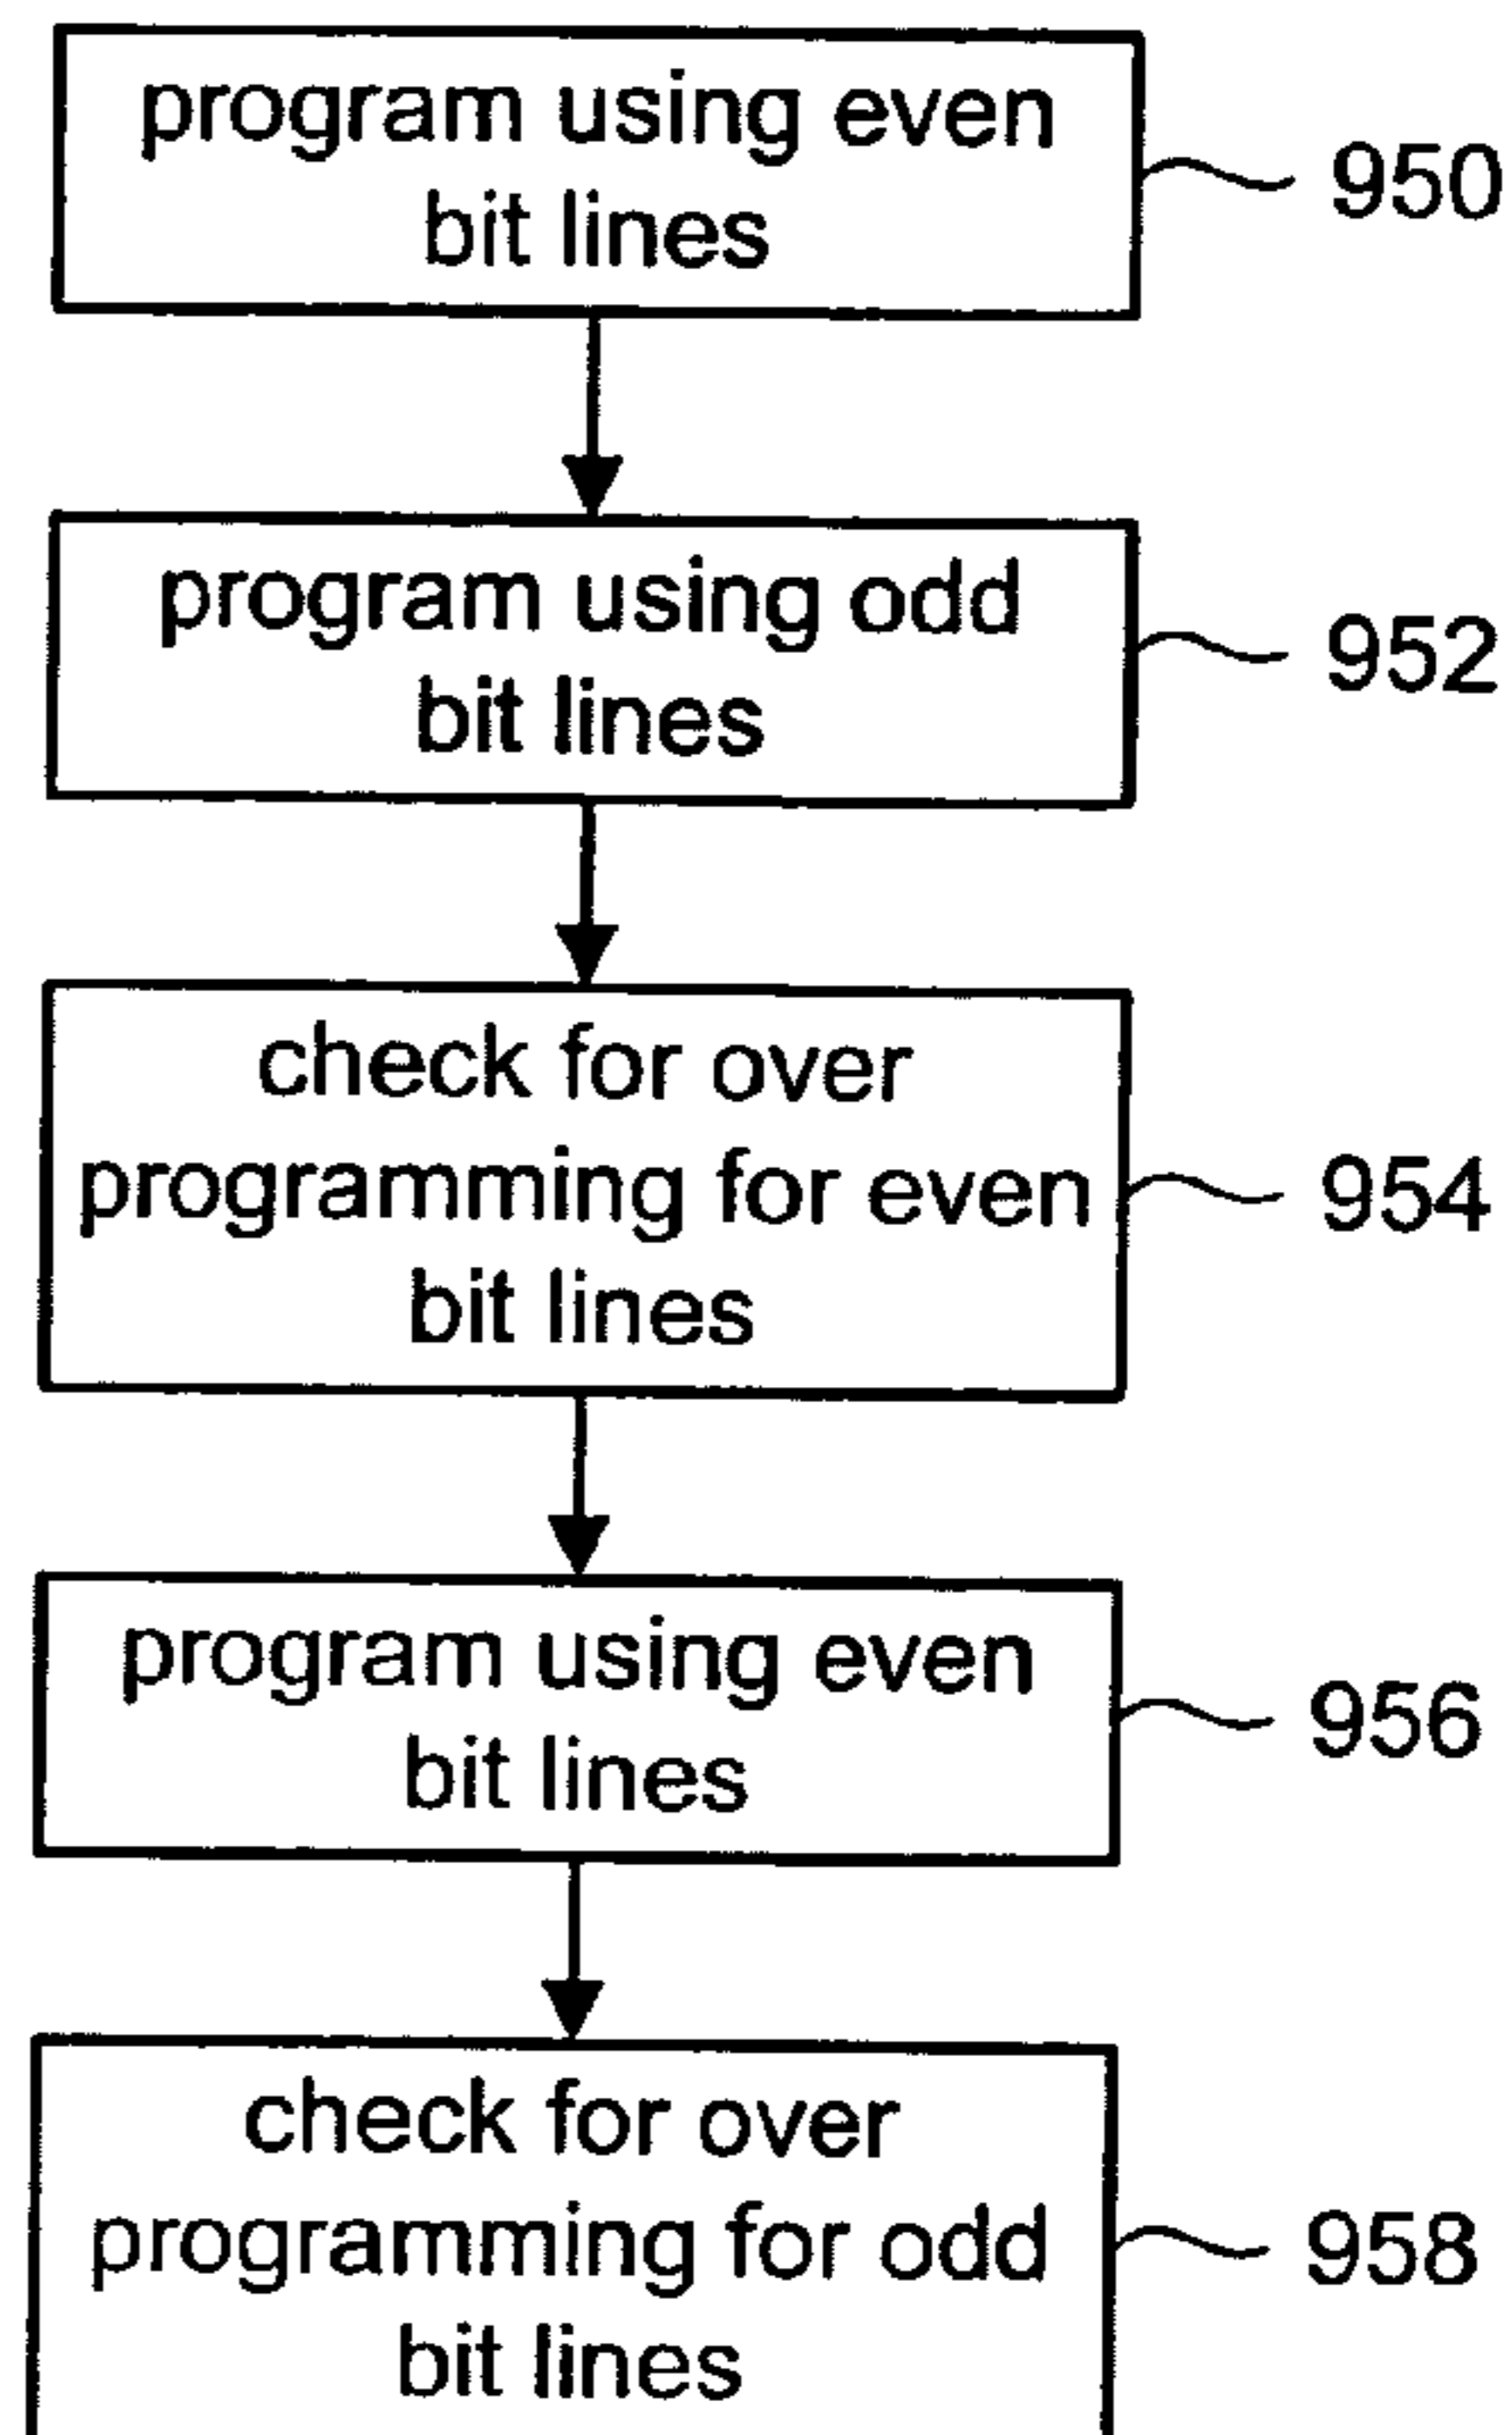 program using even
bit lines
950
program using odd
bit lines
952
check for over
programming for even
bit lines
954
program using even
bit lines
956
check for over
programming for odd
bit lines
958